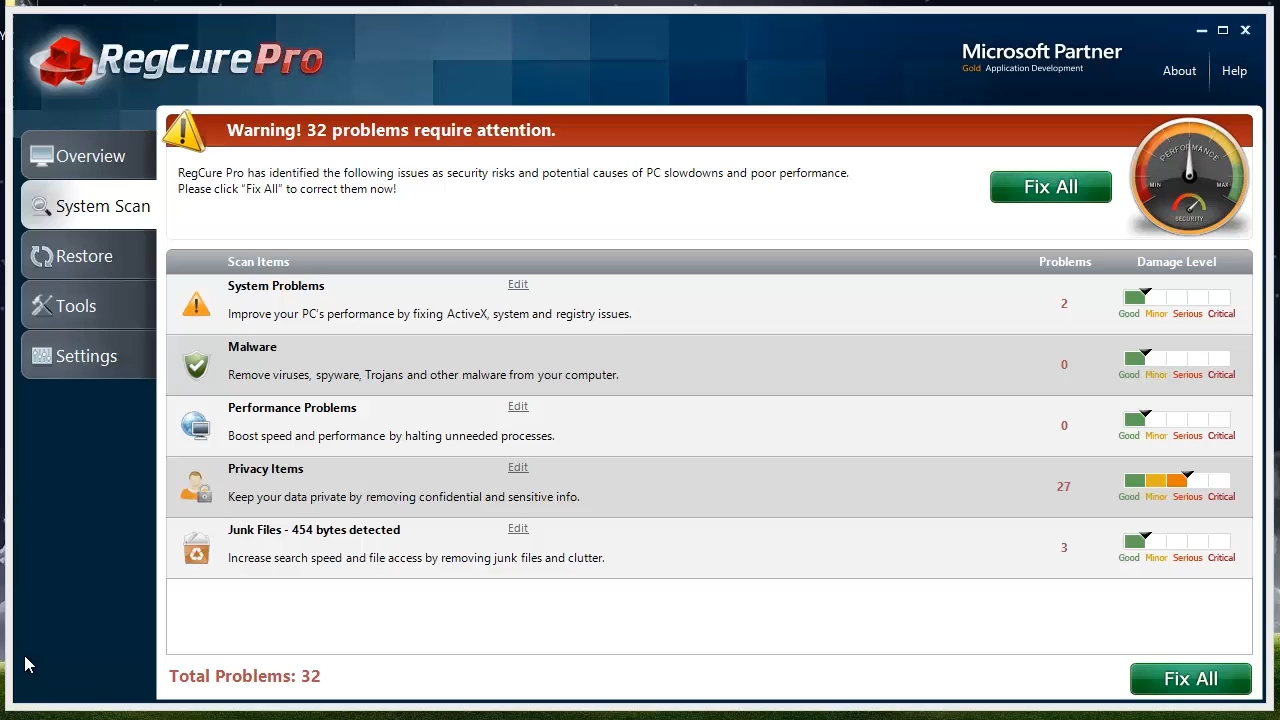 RegCure Pro
Microsoft Partner
Gold Application Development
About
Help
Overview
System Scan
Restore
Tools
Settings
Warning! 32 problems require attention.
RegCure Pro has identified the following issues as security risks and potential causes of PC slowdowns and poor performance.
Please click "Fix All" to correct them now!
Fix All
PERFORMANCE
MIN
MAX
SECURITY
Scan Items Problems Damage Level
System Problems Edit
Improve your PC's performance by fixing ActiveX, system and registry issues.
2
Good Minor Serious Critical
Malware
Remove viruses, spyware, Trojans and other malware from your computer.
0
Good Minor Serious Critical
Performance Problems Edit
Boost speed and performance by halting unneeded processes.
0
Good Minor Serious Critical
Privacy Items Edit
Keep your data private by removing confidential and sensitive info.
27
Good Minor Serious Critical
Junk Files - 454 bytes detected Edit
Increase search speed and file access by removing junk files and clutter.
3
Good Minor Serious Critical
Total Problems: 32
Fix All